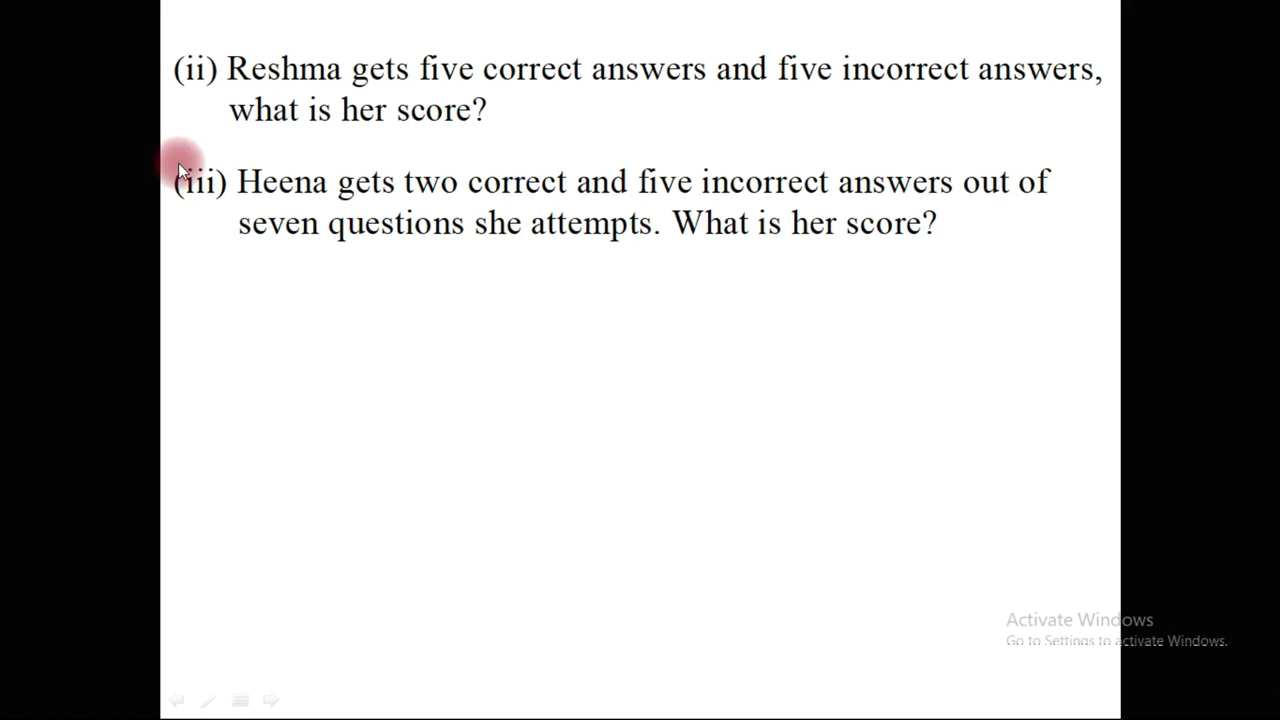 (ii) Reshma gets five correct answers and five incorrect answers,
what is her score?
(iii) Heena gets two correct and five incorrect answers out of
seven questions she attempts. What is her score?
Activate Windows
Go to Settings to activate Windows.